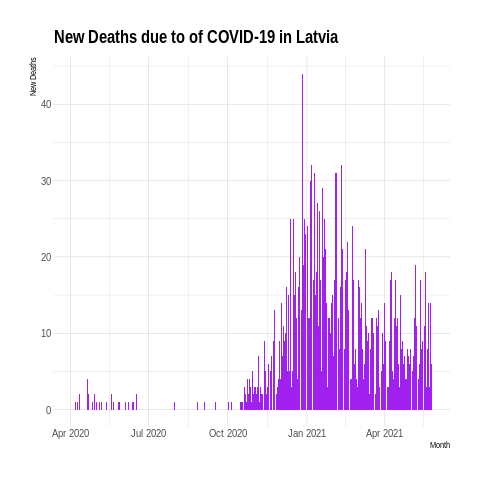 New Deaths due to of COVID-19 in Latvia
New Deaths
40
30
20
10
0
Apr 2020 Jul 2020 Oct 2020 Jan 2021 Apr 2021
Month